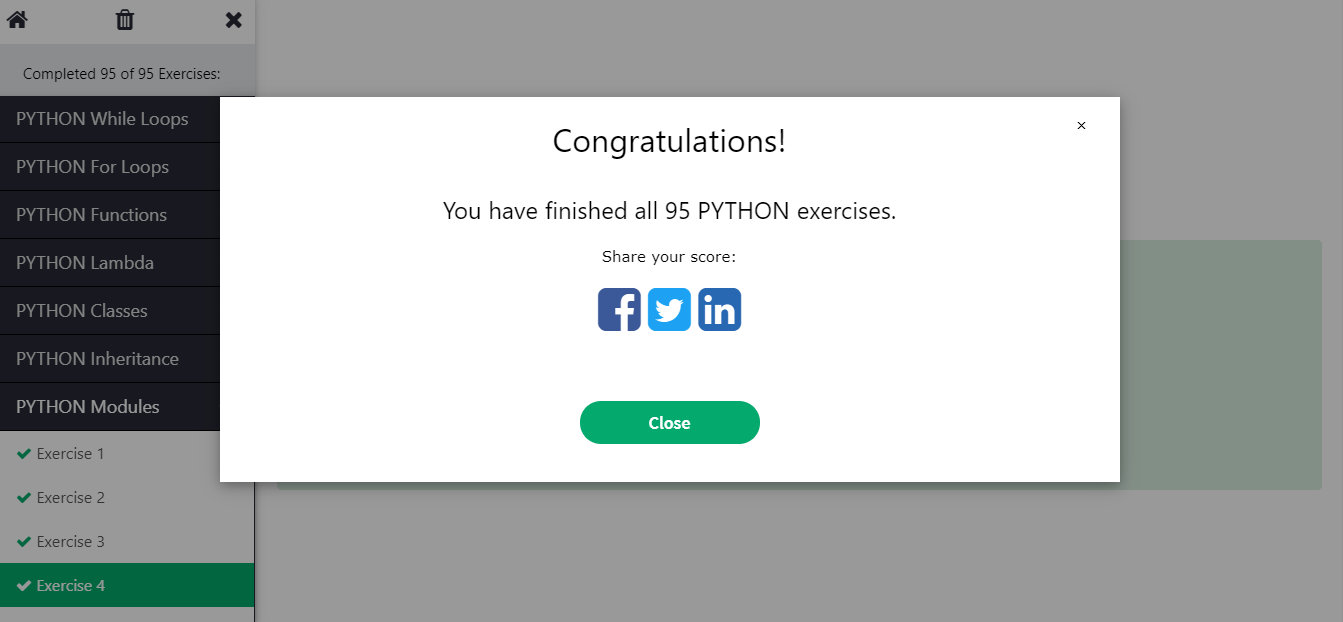 Completed 95 of 95 Exercises:
PYTHON While Loops
PYTHON For Loops
PYTHON Functions
PYTHON Lambda
PYTHON Classes
PYTHON Inheritance
PYTHON Modules
Exercise 1
Exercise 2
Exercise 3
Exercise 4
×
Congratulations!
You have finished all 95 PYTHON exercises.
Share your score:
f
in
Close